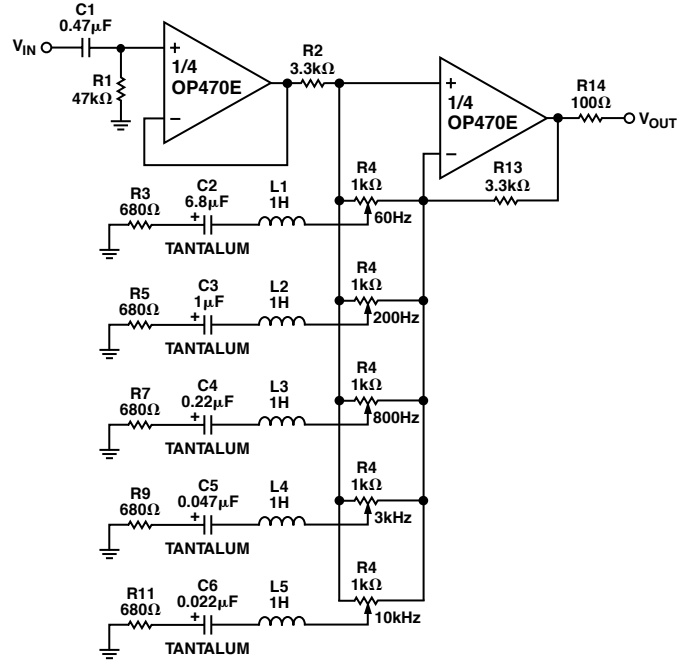 C1
0.47µF
VIN
R1
47kΩ
+
1/4
OP470E
–
R2
3.3kΩ
+
1/4
OP470E
–
R14
100Ω
VOUT
R13
3.3kΩ
R3
680Ω
C2
6.8µF
+
TANTALUM
L1
1H
R4
1kΩ
60Hz
R5
680Ω
C3
1µF
+
TANTALUM
L2
1H
R4
1kΩ
200Hz
R7
680Ω
C4
0.22µF
+
TANTALUM
L3
1H
R4
1kΩ
800Hz
R9
680Ω
C5
0.047µF
+
TANTALUM
L4
1H
R4
1kΩ
3kHz
R11
680Ω
C6
0.022µF
+
TANTALUM
L5
1H
R4
1kΩ
10kHz